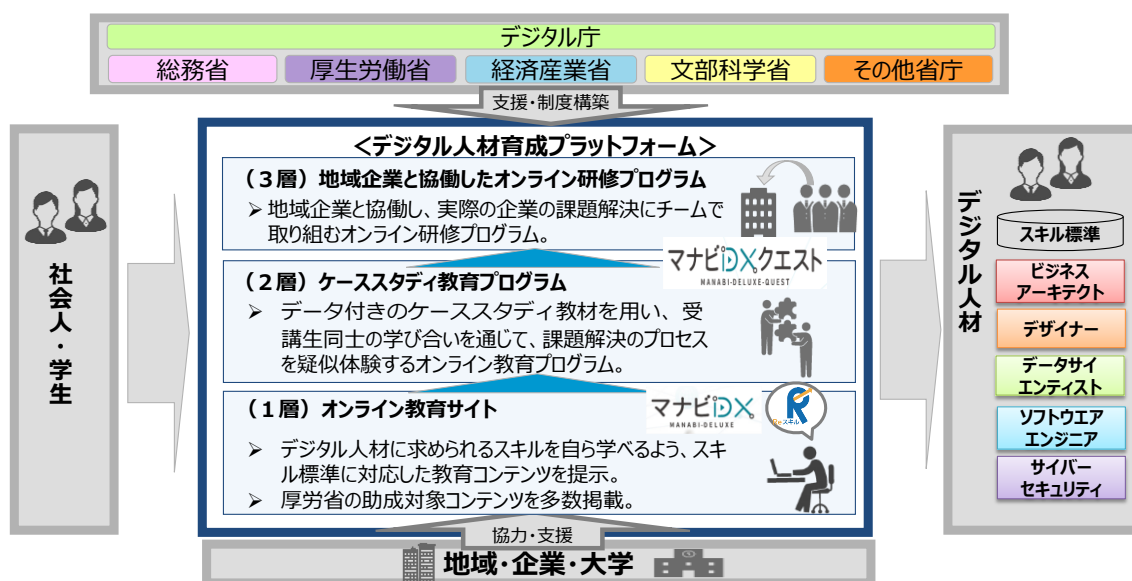 デジタル庁
総務省
厚生労働省
経済産業省
文部科学省
その他省庁
支援・制度構築
社会人・学生
＜デジタル人材育成プラットフォーム＞
（３層）地域企業と協働したオンライン研修プログラム
➢地域企業と協働し、実際の企業の課題解決にチームで
取り組むオンライン研修プログラム。
マナビDXクエスト
MANABI-DELUXE-QUEST
（２層）ケーススタディ教育プログラム
➢ データ付きのケーススタディ教材を用い、受
講生同士の学び合いを通じて、課題解決のプロセス
を疑似体験するオンライン教育プログラム。
（１層）オンライン教育サイト
マナビDX
MANABI-DELUXE
Reスキル
➢ デジタル人材に求められるスキルを自ら学べるよう、スキ
ル標準に対応した教育コンテンツを提示。
➢ 厚労省の助成対象コンテンツを多数掲載。
協力・支援
地域・企業・大学
デジタル人材
スキル標準
ビジネス
アーキテクト
デザイナー
データサイ
エンティスト
ソフトウエア
エンジニア
サイバー
セキュリティ